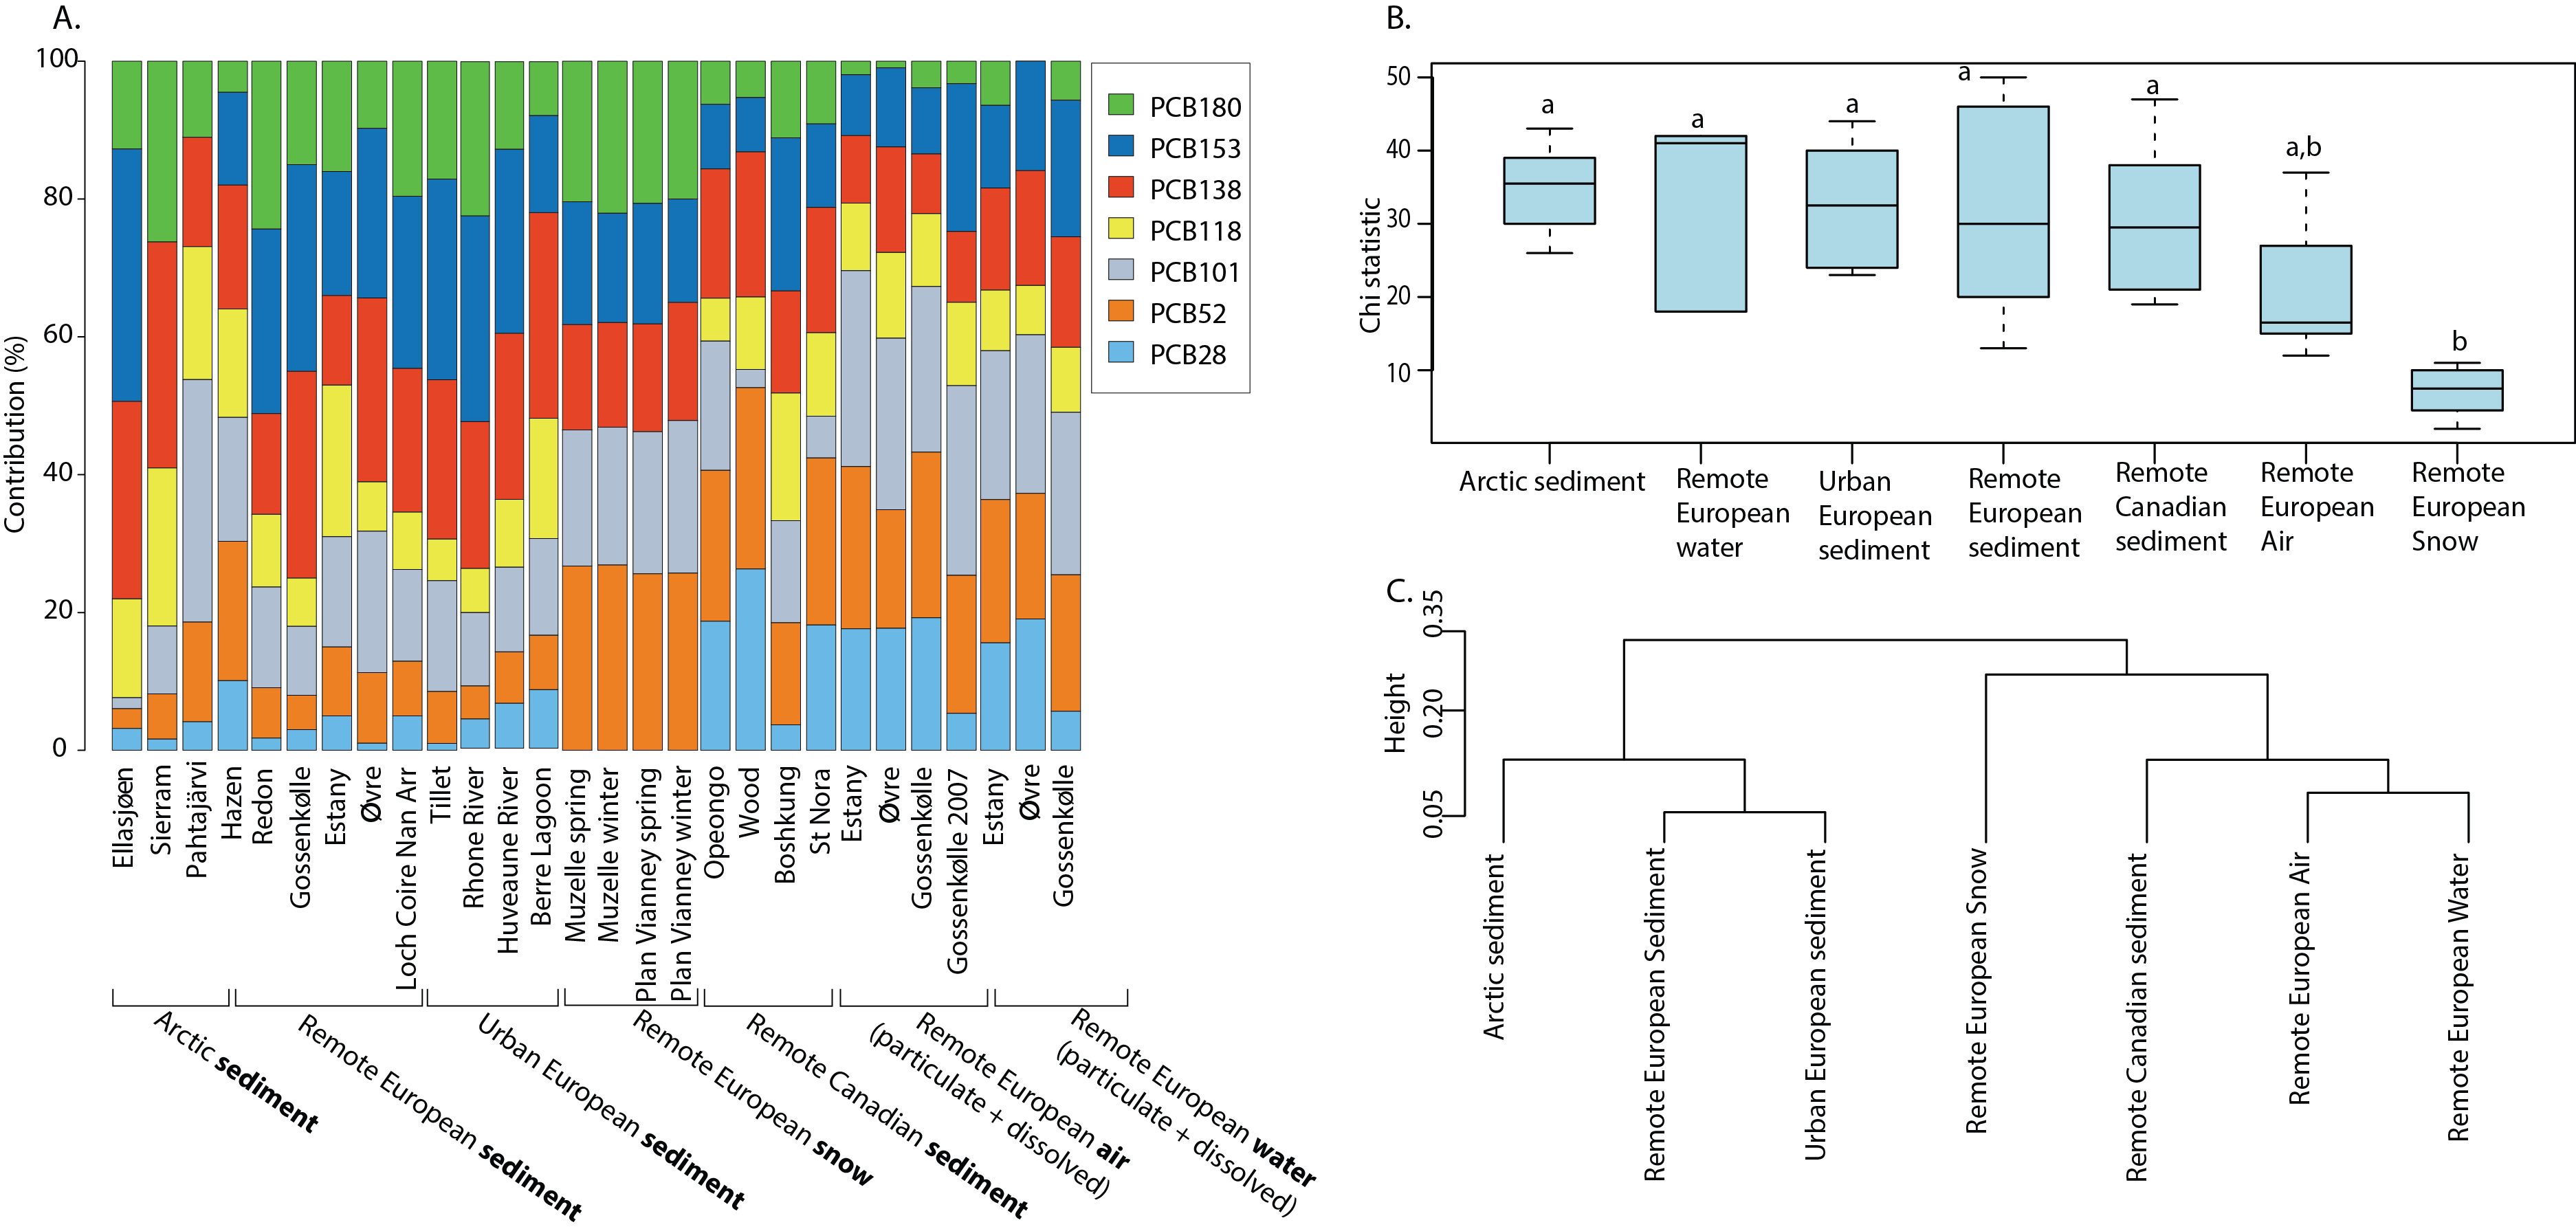 A.
Contribution (%)
100
80
60
40
20
0
PCB180
PCB153
PCB138
PCB118
PCB101
PCB52
PCB28
Ellasjøen
Sierram
Pahtajärvi
Hazen
Redon
Gossenkølle
Estany
Øvre
Loch Coire Nan Arr
Tillet
Rhone River
Huveaune River
Berre Lagoon
Muzelle spring
Muzelle winter
Plan Vianney spring
Plan Vianney winter
Opeongo
Wood
Boshkung
St Nora
Estany
Øvre
Gossenkølle
Gossenkølle 2007
Estany
Øvre
Gossenkølle
Arctic sediment
Remote European sediment
Urban European sediment
Remote European snow
Remote Canadian sediment
Remote European air
(particulate + dissolved)
Remote European water
(particulate + dissolved)
B.
Chi statistic
50
40
30
20
10
a
a
a
a
a
a,b
b
Arctic sediment
Remote
European
water
Urban
European
sediment
Remote
European
sediment
Remote
Canadian
sediment
Remote
European
Air
Remote
European
Snow
C.
Height
0.35
0.20
0.05
Arctic sediment
Remote European Sediment
Urban European sediment
Remote European Snow
Remote Canadian sediment
Remote European Air
Remote European Water